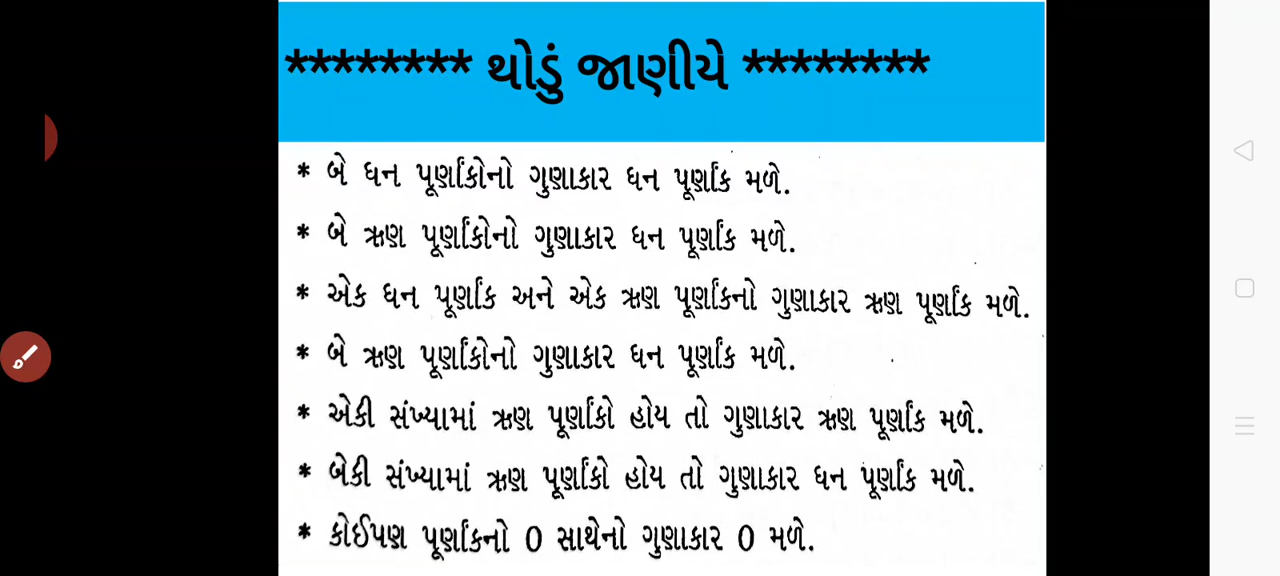 ******** થોડું જાણીયે ********
* બે ધન પૂર્ણાંકોનો ગુણાકાર ધન પૂર્ણાંક મળે.
* બે ઋણ પૂર્ણાંકોનો ગુણાકાર ધન પૂર્ણાંક મળે.
* એક ધન પૂર્ણાંક અને એક ઋણ પૂર્ણાંકનો ગુણાકાર ઋણ પૂર્ણાંક મળે.
* બે ઋણ પૂર્ણાંકોનો ગુણાકાર ધન પૂર્ણાંક મળે.
* એકી સંખ્યામાં ઋણ પૂર્ણાંકો હોય તો ગુણાકાર ઋણ પૂર્ણાંક મળે.
* બેકી સંખ્યામાં ઋણ પૂર્ણાંકો હોય તો ગુણાકાર ધન પૂર્ણાંક મળે.
* કોઈપણ પૂર્ણાંકનો 0 સાથેનો ગુણાકાર 0 મળે.